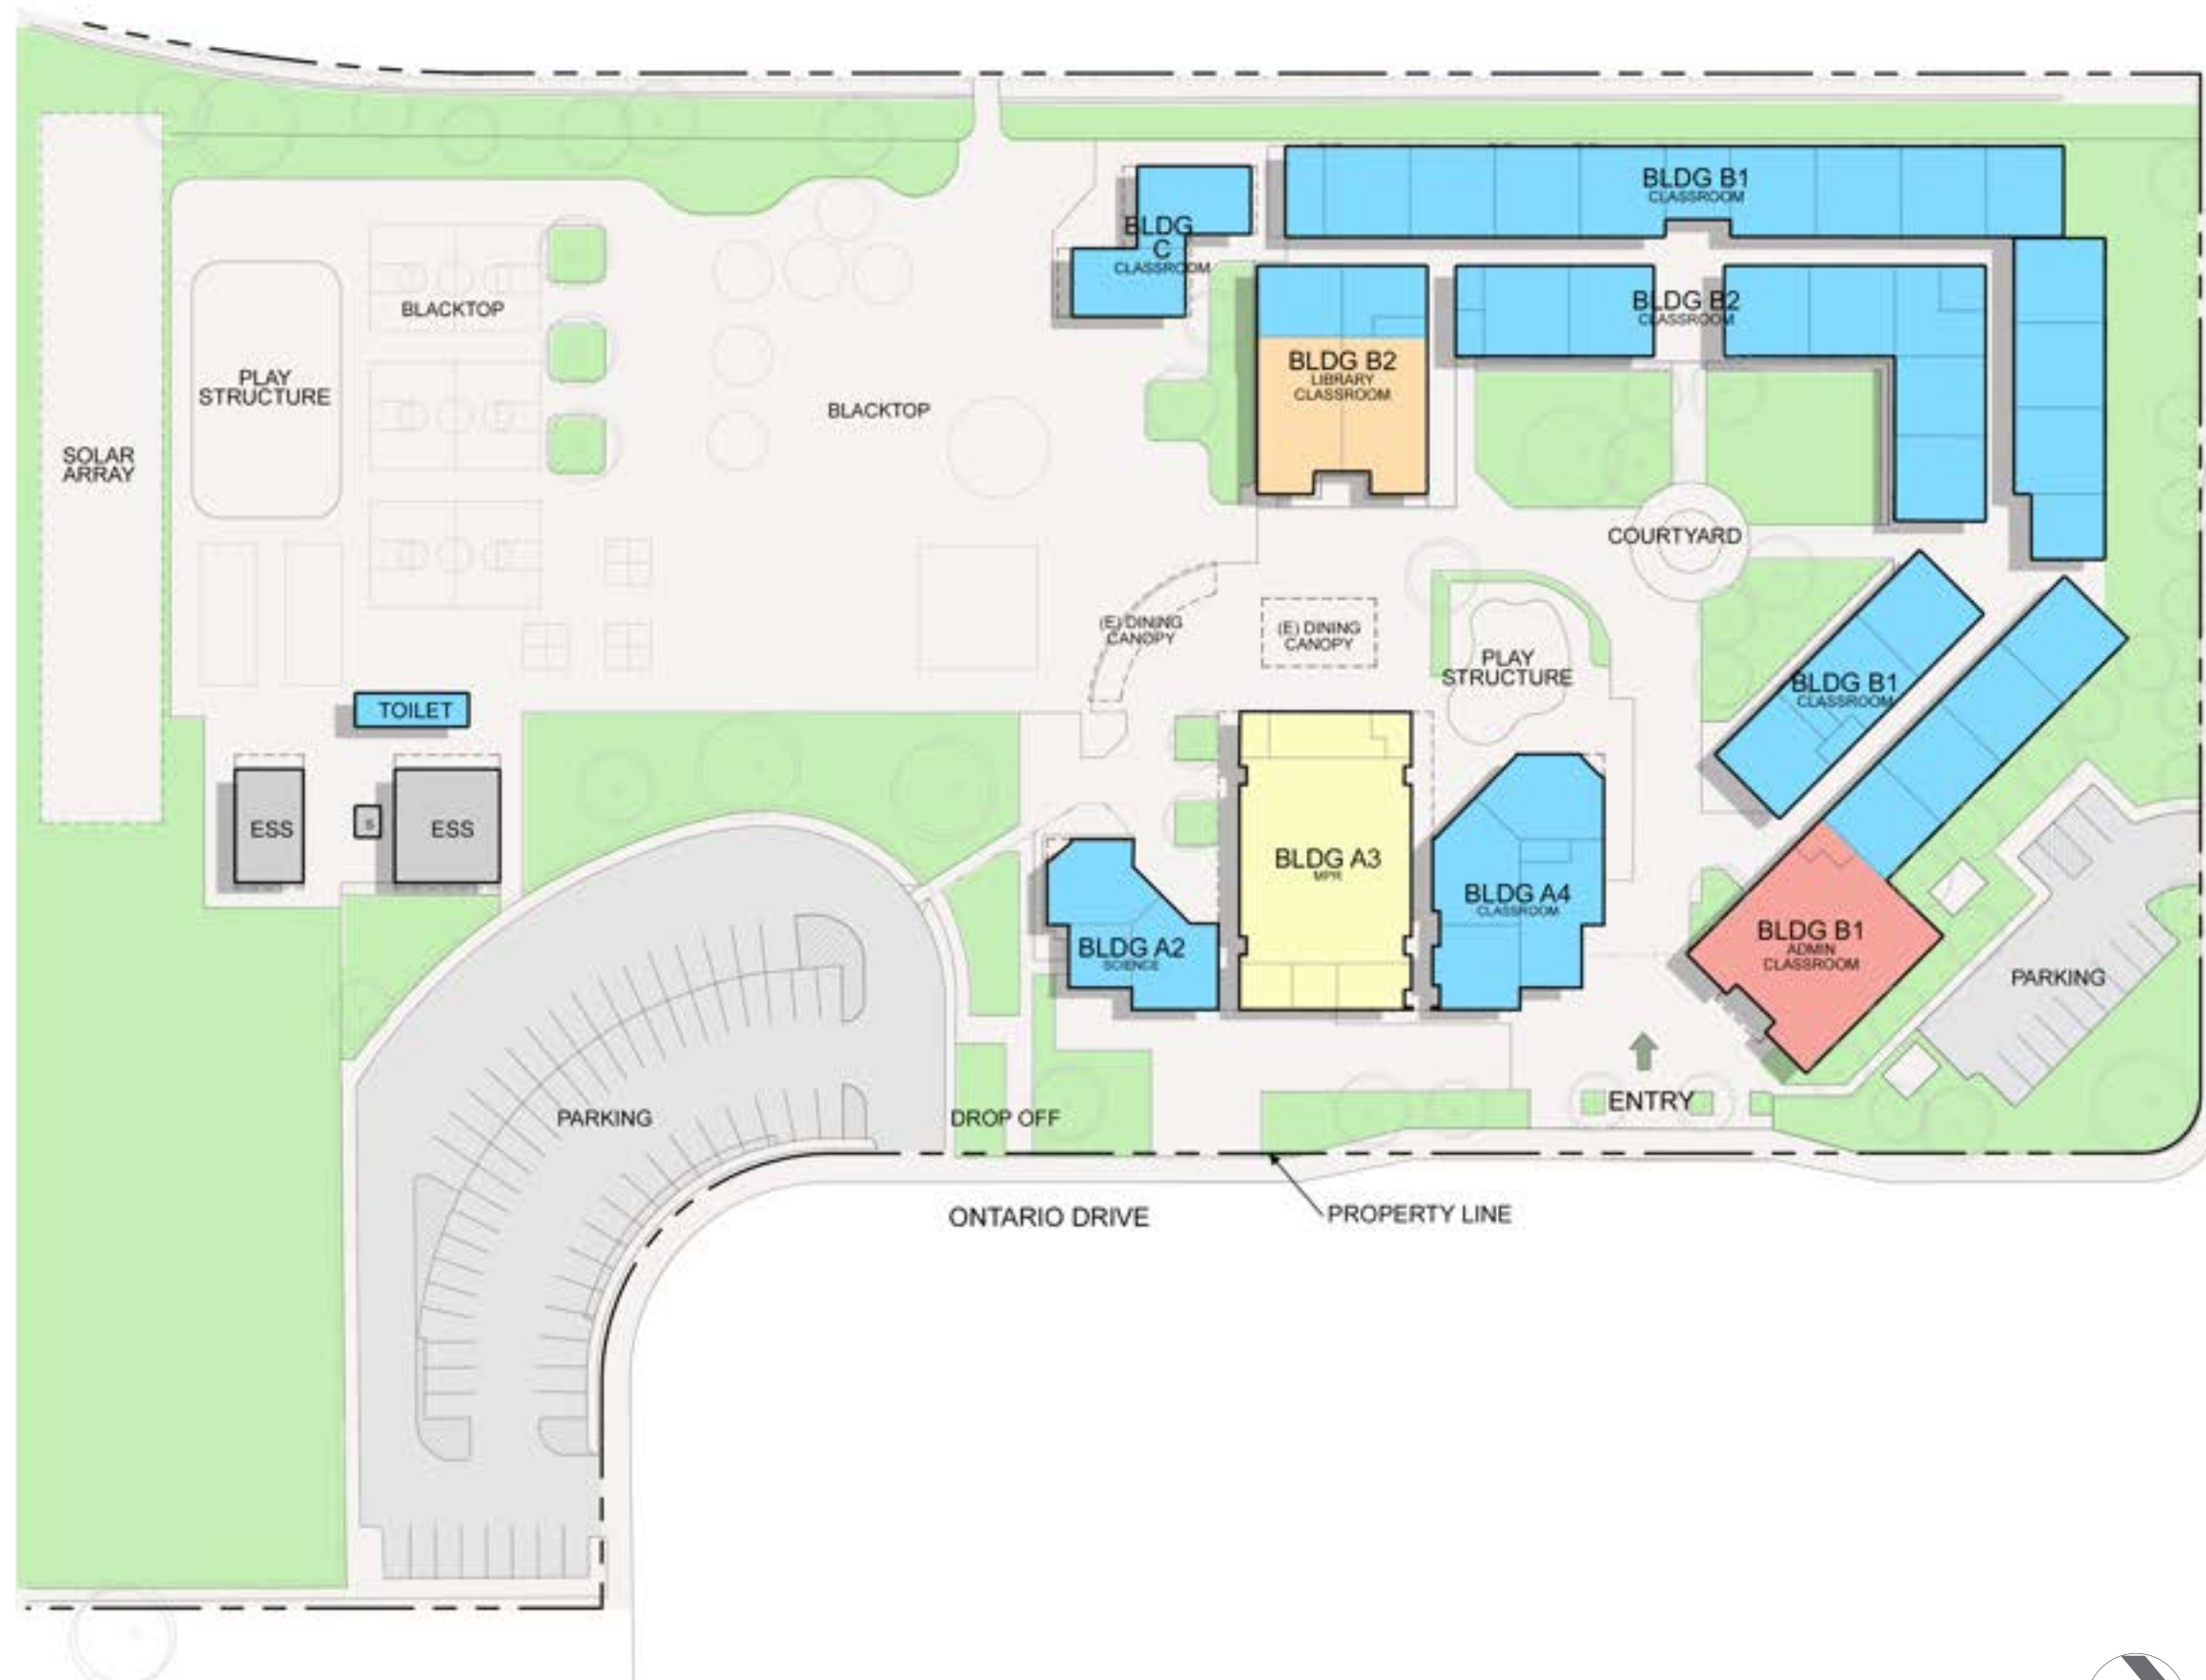 BLDG B1
CLASSROOM
BLDG
C
CLASSROOM
BLDG B2
CLASSROOM
BLACKTOP
BLDG B2
LIBRARY
CLASSROOM
PLAY
STRUCTURE
BLACKTOP
SOLAR
ARRAY
COURTYARD
(E) DINING
CANOPY
(E) DINING
CANOPY
PLAY
STRUCTURE
BLDG B1
CLASSROOM
TOILET
ESS
S
ESS
BLDG A3
MPR
BLDG A4
CLASSROOM
BLDG A2
SCIENCE
BLDG B1
ADMIN
CLASSROOM
PARKING
PARKING
DROP OFF
ENTRY
ONTARIO DRIVE
PROPERTY LINE